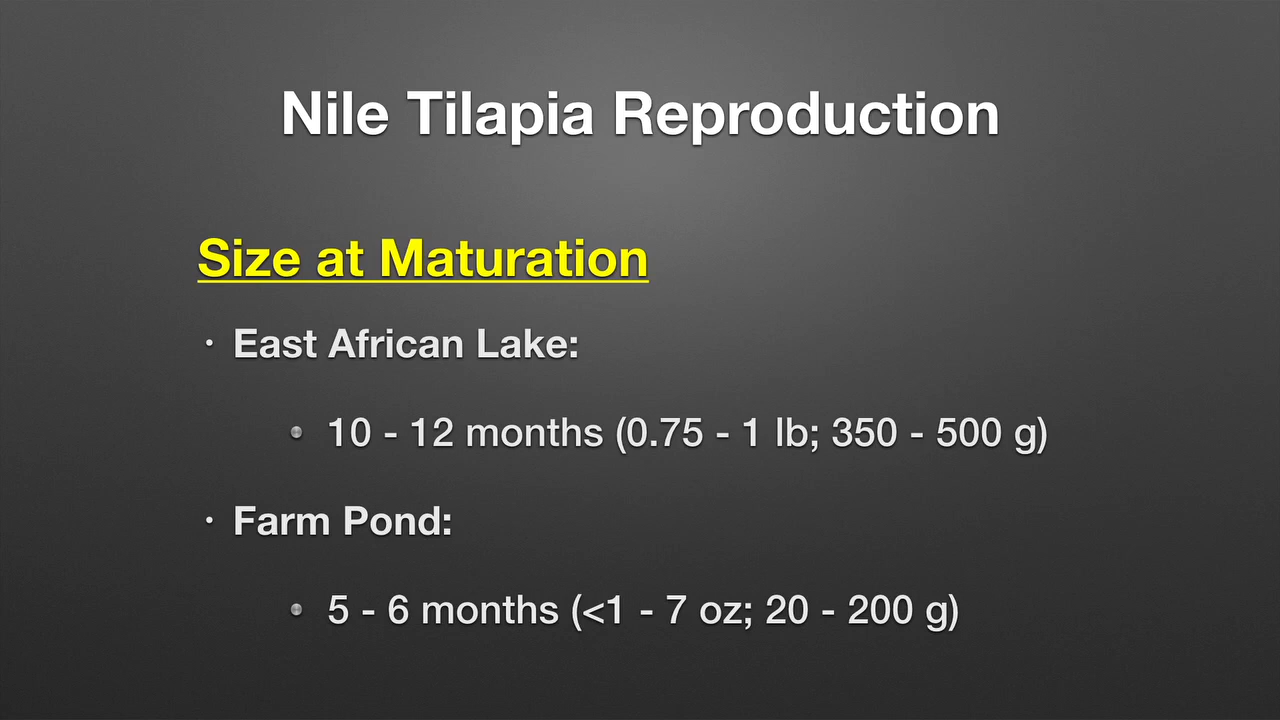 Nile Tilapia Reproduction
Size at Maturation
· East African Lake:
• 10 - 12 months (0.75 - 1 lb; 350 - 500 g)
· Farm Pond:
• 5 - 6 months (<1 - 7 oz; 20 - 200 g)